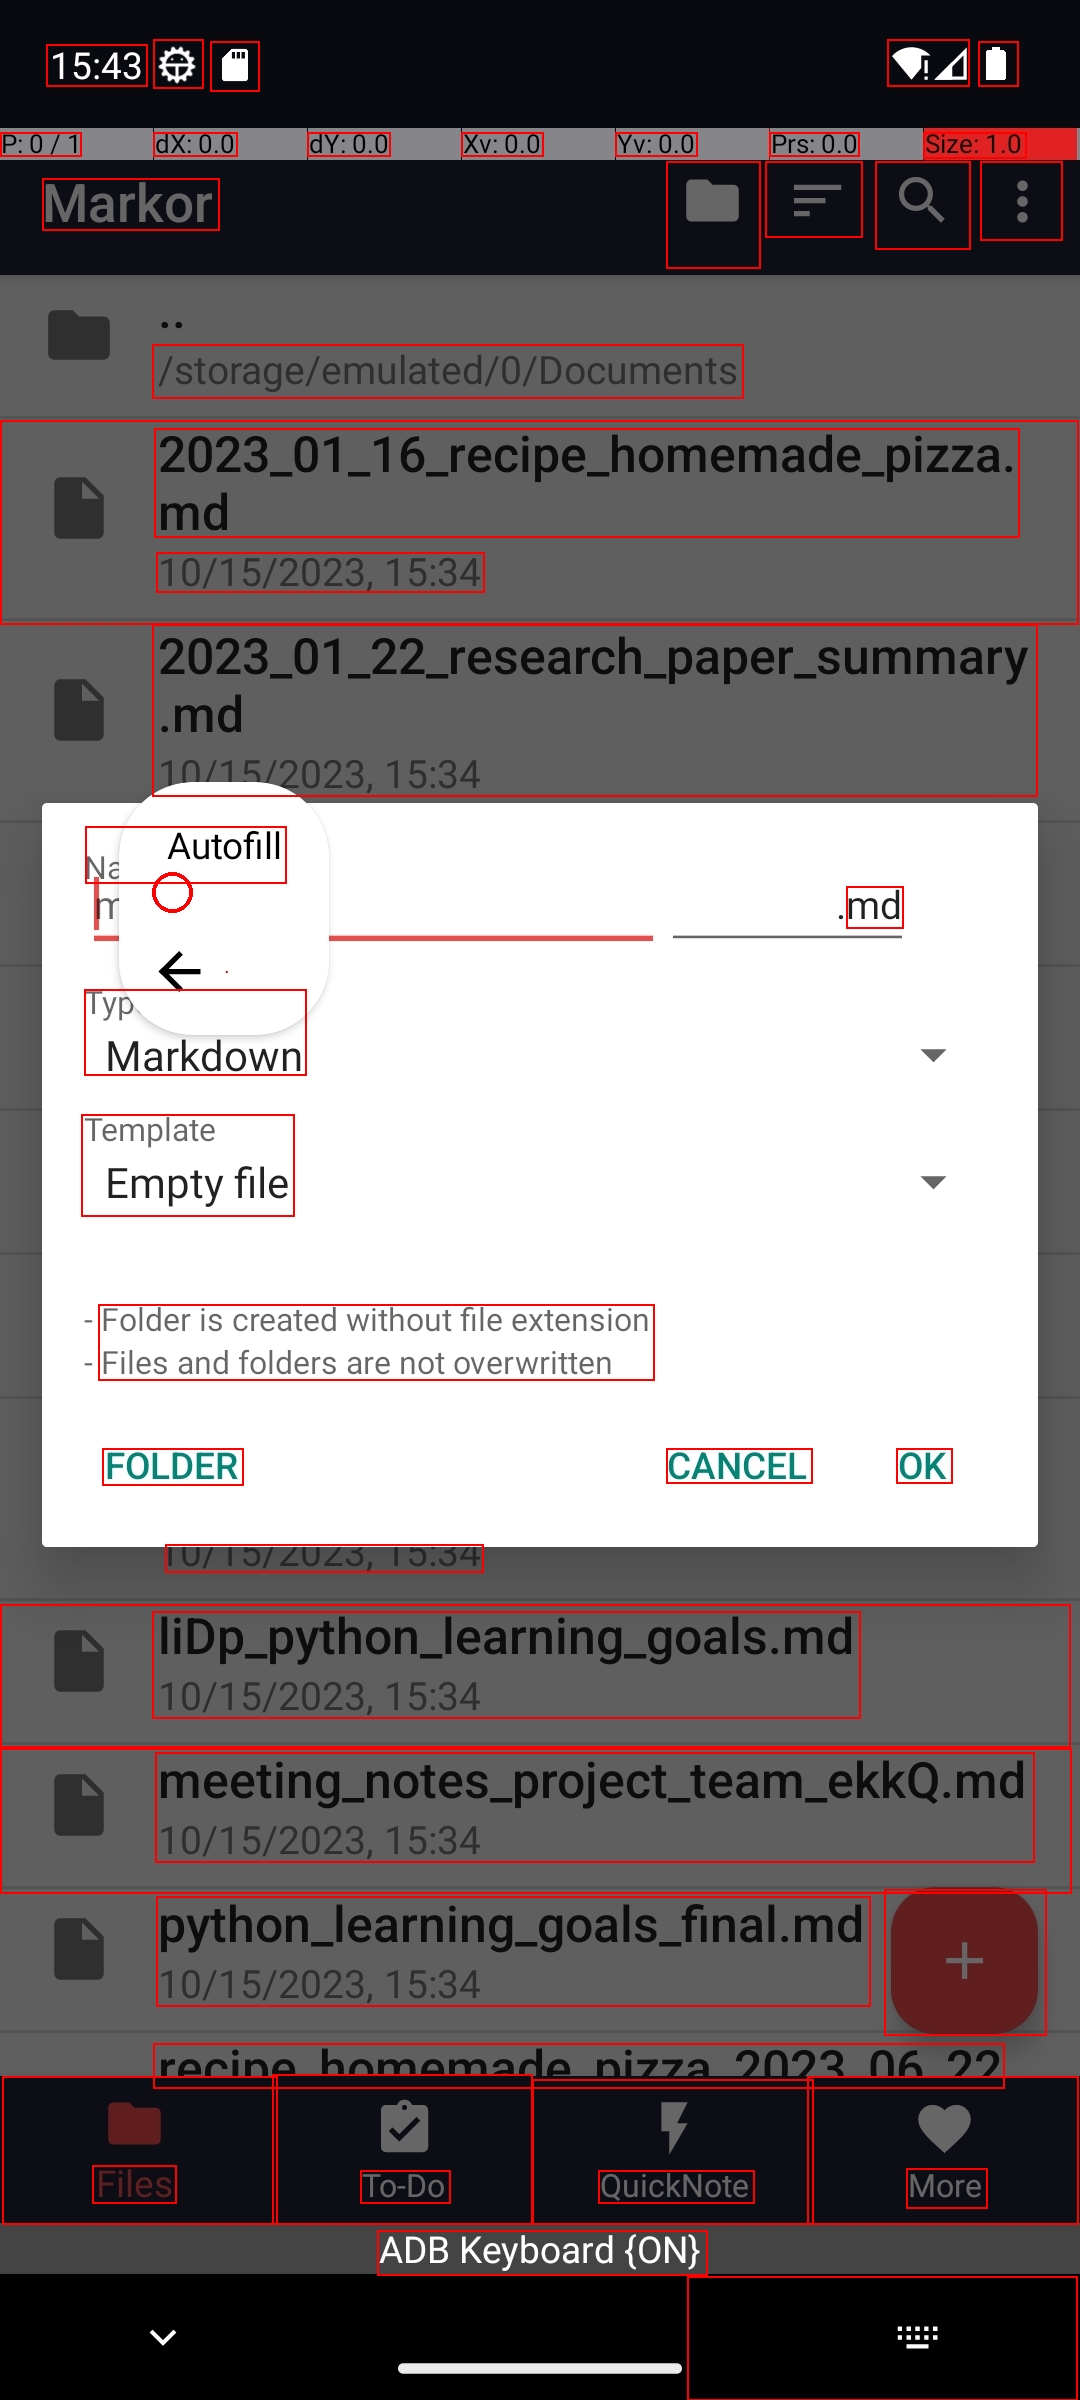 15:43
P: 0 / 1 dX: 0.0 dY: 0.0 Xv: 0.0 Yv: 0.0 Prs: 0.0 Size: 1.0
Markor
..
/storage/emulated/0/Documents
2023_01_16_recipe_homemade_pizza.
md
10/15/2023, 15:34
2023_01_22_research_paper_summary
.md
10/15/2023, 15:34
Autofill
.md
Markdown
Template
Empty file
- Folder is created without file extension
- Files and folders are not overwritten
FOLDER CANCEL OK
10/15/2023, 15:34
liDp_python_learning_goals.md
10/15/2023, 15:34
meeting_notes_project_team_ekkQ.md
10/15/2023, 15:34
python_learning_goals_final.md
10/15/2023, 15:34
recipe_homemade_pizza_2023_06_22
Files To-Do QuickNote More
ADB Keyboard {ON}